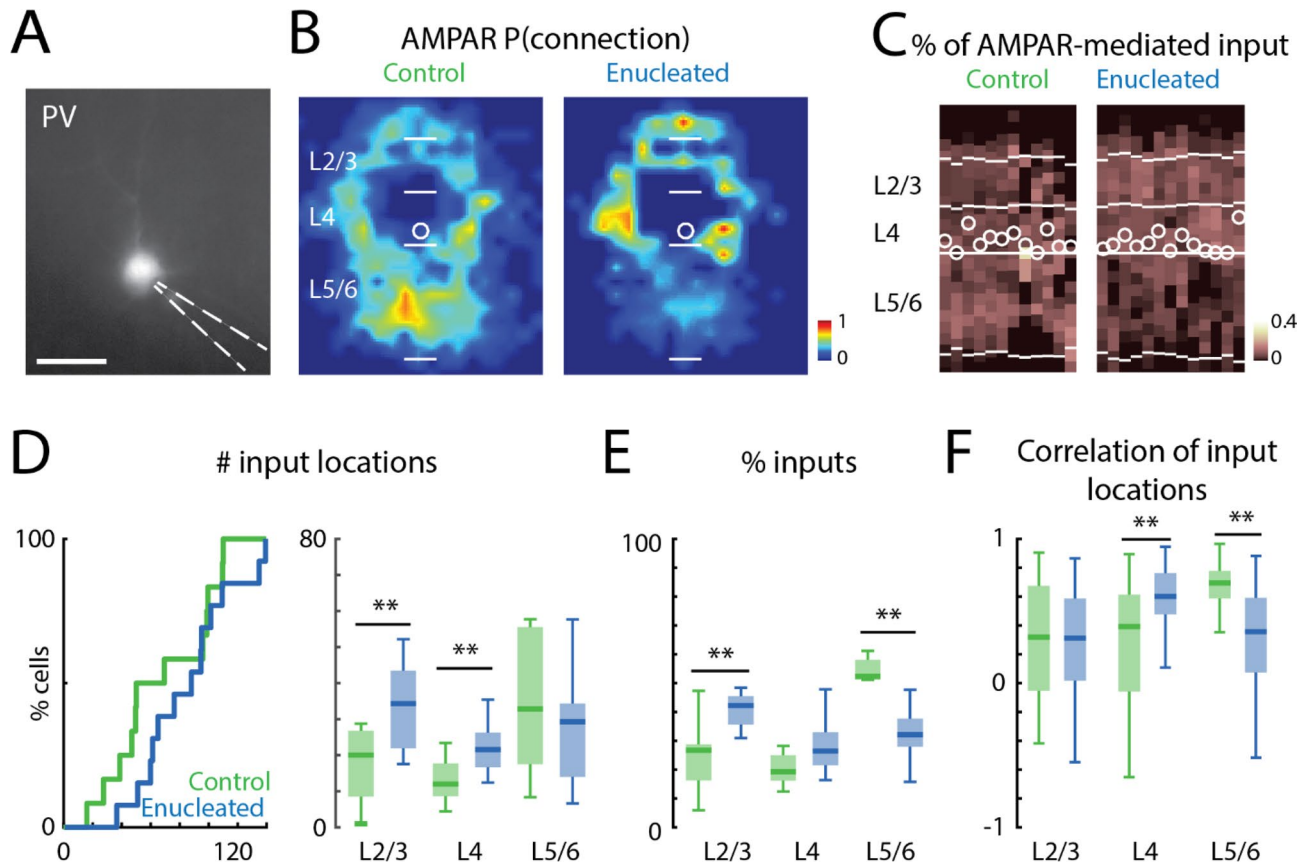 A
PV
B
AMPAR P(connection)
Control
Enucleated
L2/3
L4
L5/6
1
0
C
% of AMPAR-mediated input
Control
Enucleated
L2/3
L4
L5/6
0.4
0
D
# input locations
100
% cells
0
Control
Enucleated
0
120
80
0
**
**
L2/3
L4
L5/6
E
% inputs
100
0
**
**
L2/3
L4
L5/6
F
Correlation of input
locations
1
0
-1
**
**
L2/3
L4
L5/6